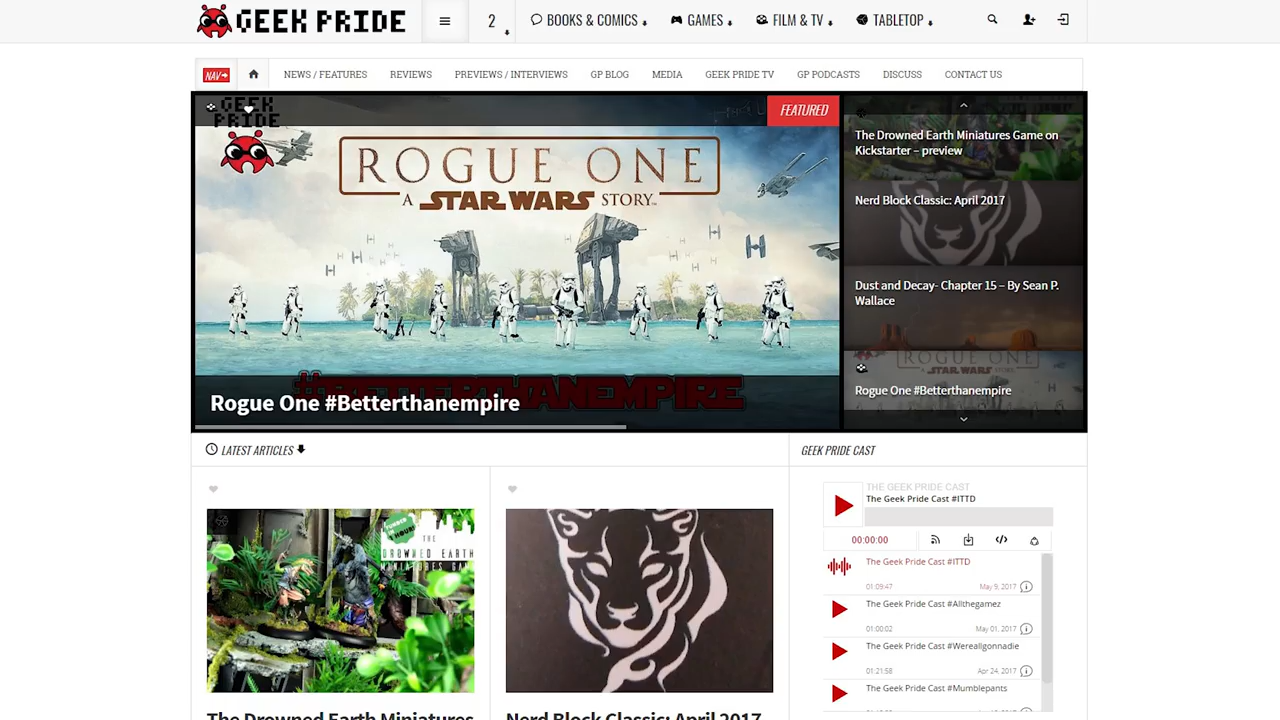 GEEK PRIDE
2
BOOKS & COMICS
GAMES
FILM & TV
TABLETOP
NAV
NEWS / FEATURES
REVIEWS
PREVIEWS / INTERVIEWS
GP BLOG
MEDIA
GEEK PRIDE TV
GP PODCASTS
DISCUSS
CONTACT US
GEEK
PRIDE
FEATURED
ROGUE ONE
A STAR WARS STORY
#BETTERTHANEMPIRE
Rogue One #Betterthanempire
The Drowned Earth Miniatures Game on
Kickstarter – preview
Nerd Block Classic: April 2017
Dust and Decay- Chapter 15 – By Sean P.
Wallace
ROGUE ONE
A STAR WARS STORY
Rogue One #Betterthanempire
LATEST ARTICLES
GEEK PRIDE CAST
THE
DROWNED EARTH
MINIATURES GAME
The Drowned Earth Miniatures
Nerd Block Classic: April 2017
THE GEEK PRIDE CAST
The Geek Pride Cast #ITTD
00:00:00
The Geek Pride Cast #ITTD
01:09:47
May 9, 2017
The Geek Pride Cast #Allthegamez
01:00:02
May 01, 2017
The Geek Pride Cast #Wereallgonnadie
01:21:58
Apr 24, 2017
The Geek Pride Cast #Mumblepants